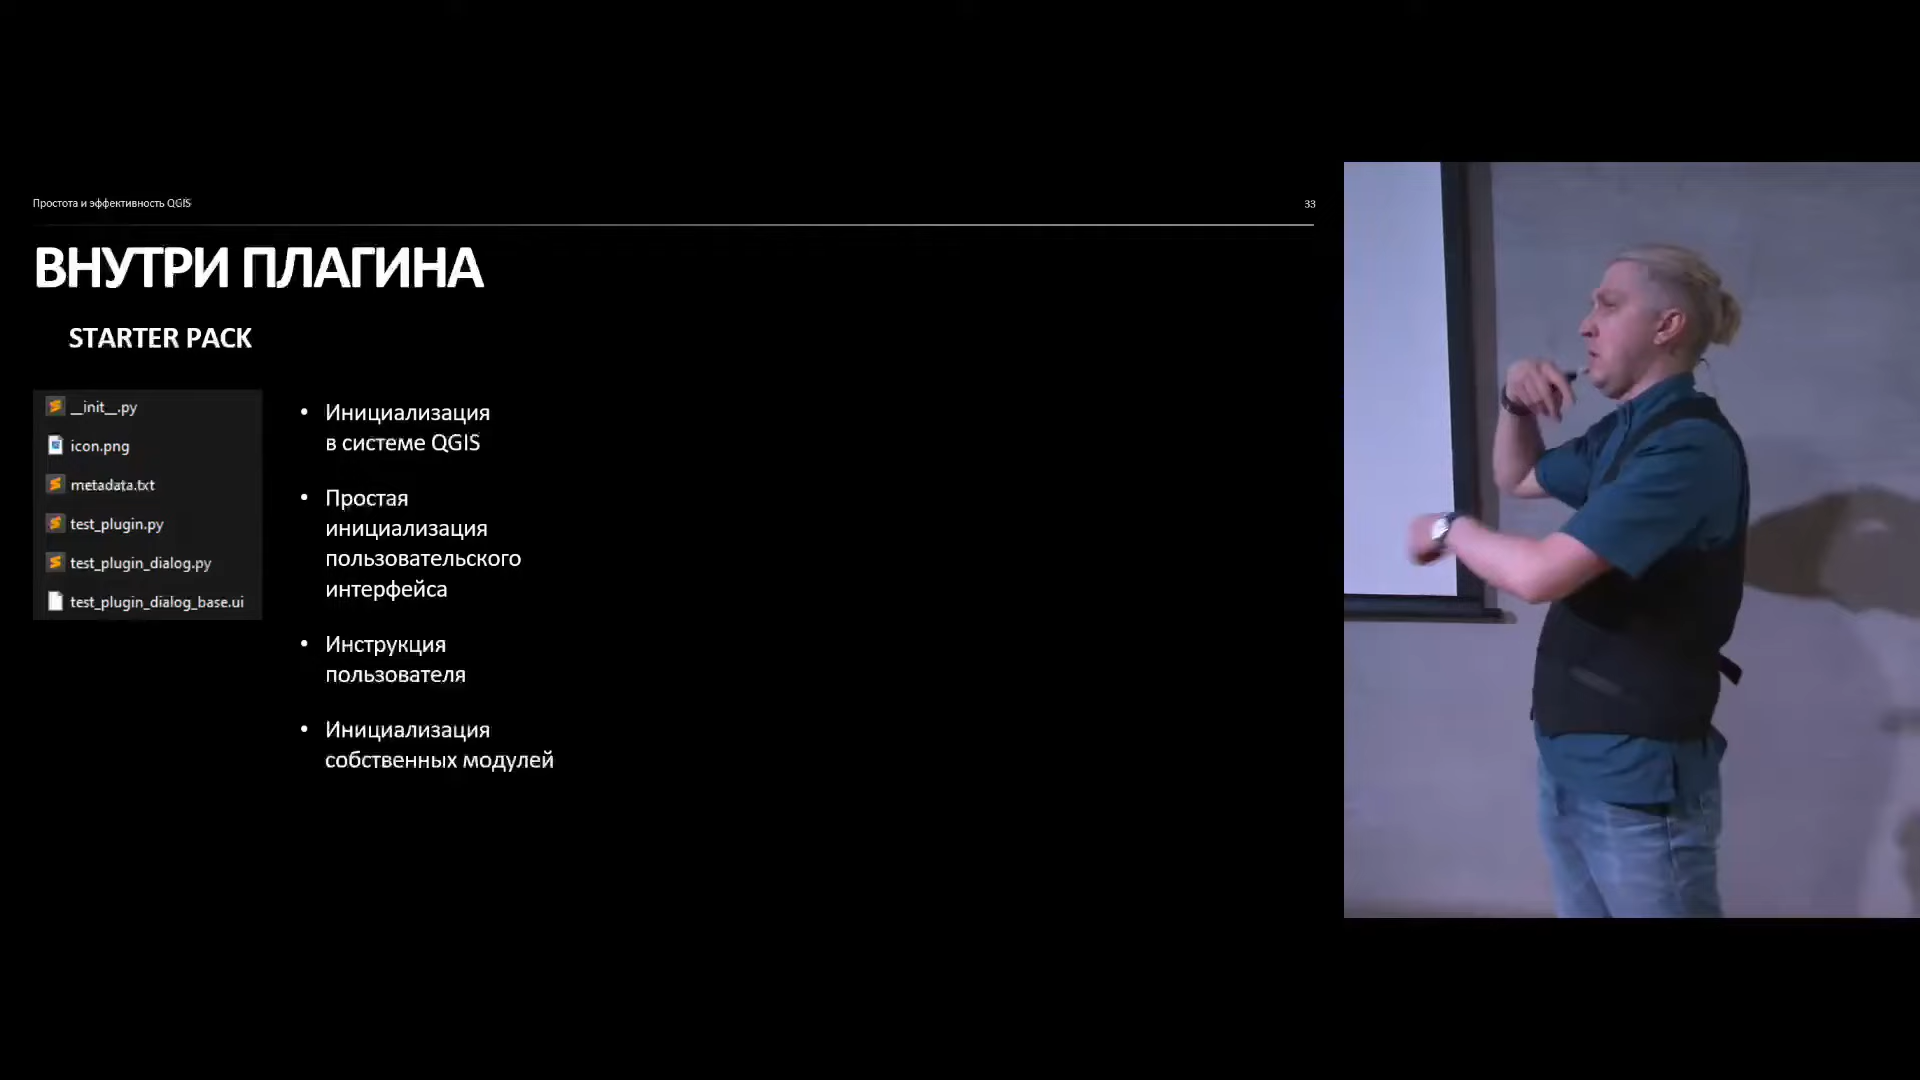 Простота и эффективность QGIS
33
ВНУТРИ ПЛАГИНА
STARTER PACK
__init__.py
icon.png
metadata.txt
test_plugin.py
test_plugin_dialog.py
test_plugin_dialog_base.ui
• Инициализация
в системе QGIS
• Простая
инициализация
пользовательского
интерфейса
• Инструкция
пользователя
• Инициализация
собственных модулей